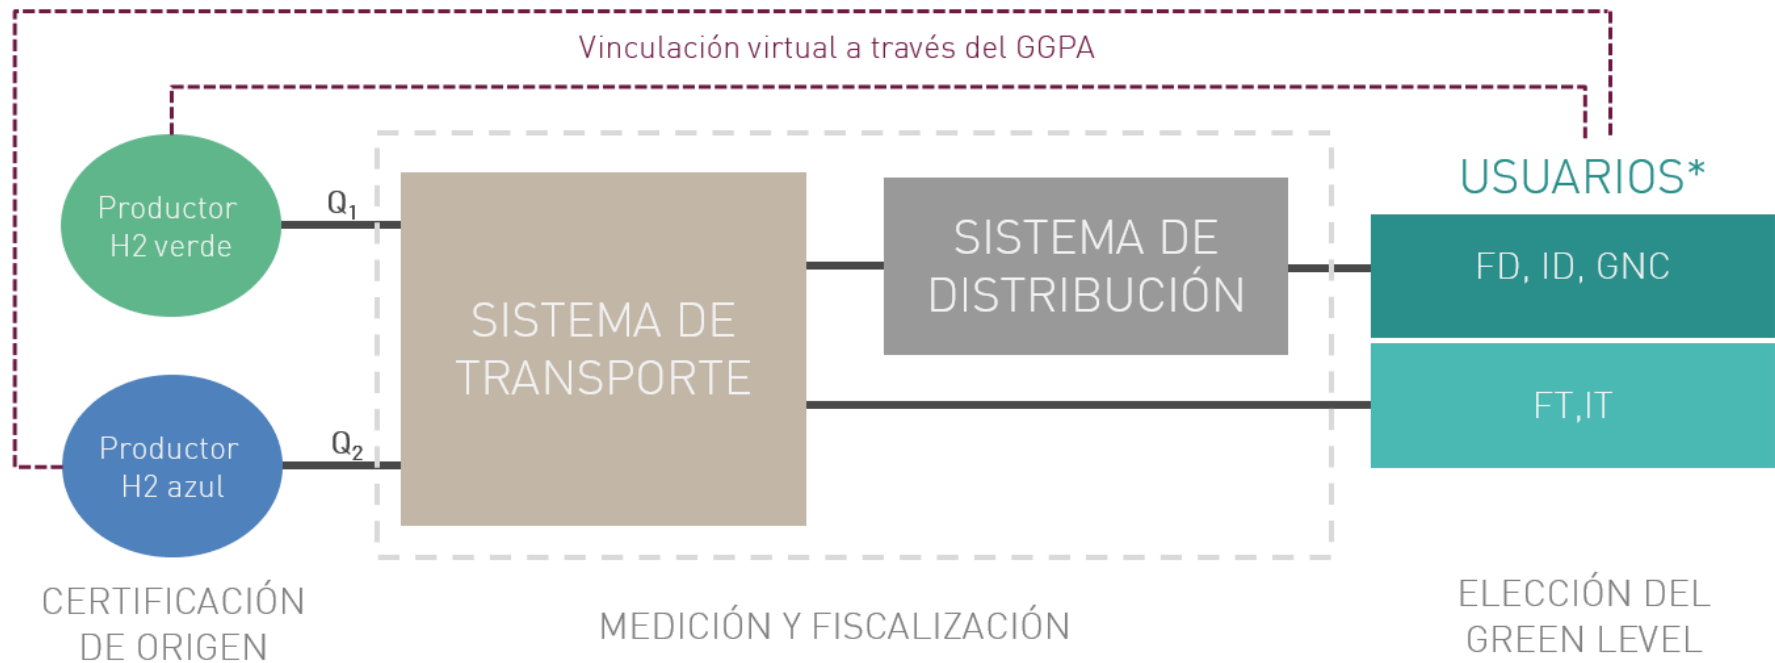 Vinculación virtual a través del GGPA
Productor
H2 verde
Q1
Productor
H2 azul
Q2
SISTEMA DE
TRANSPORTE
SISTEMA DE
DISTRIBUCIÓN
USUARIOS*
FD, ID, GNC
FT,IT
CERTIFICACIÓN
DE ORIGEN
MEDICIÓN Y FISCALIZACIÓN
ELECCIÓN DEL
GREEN LEVEL